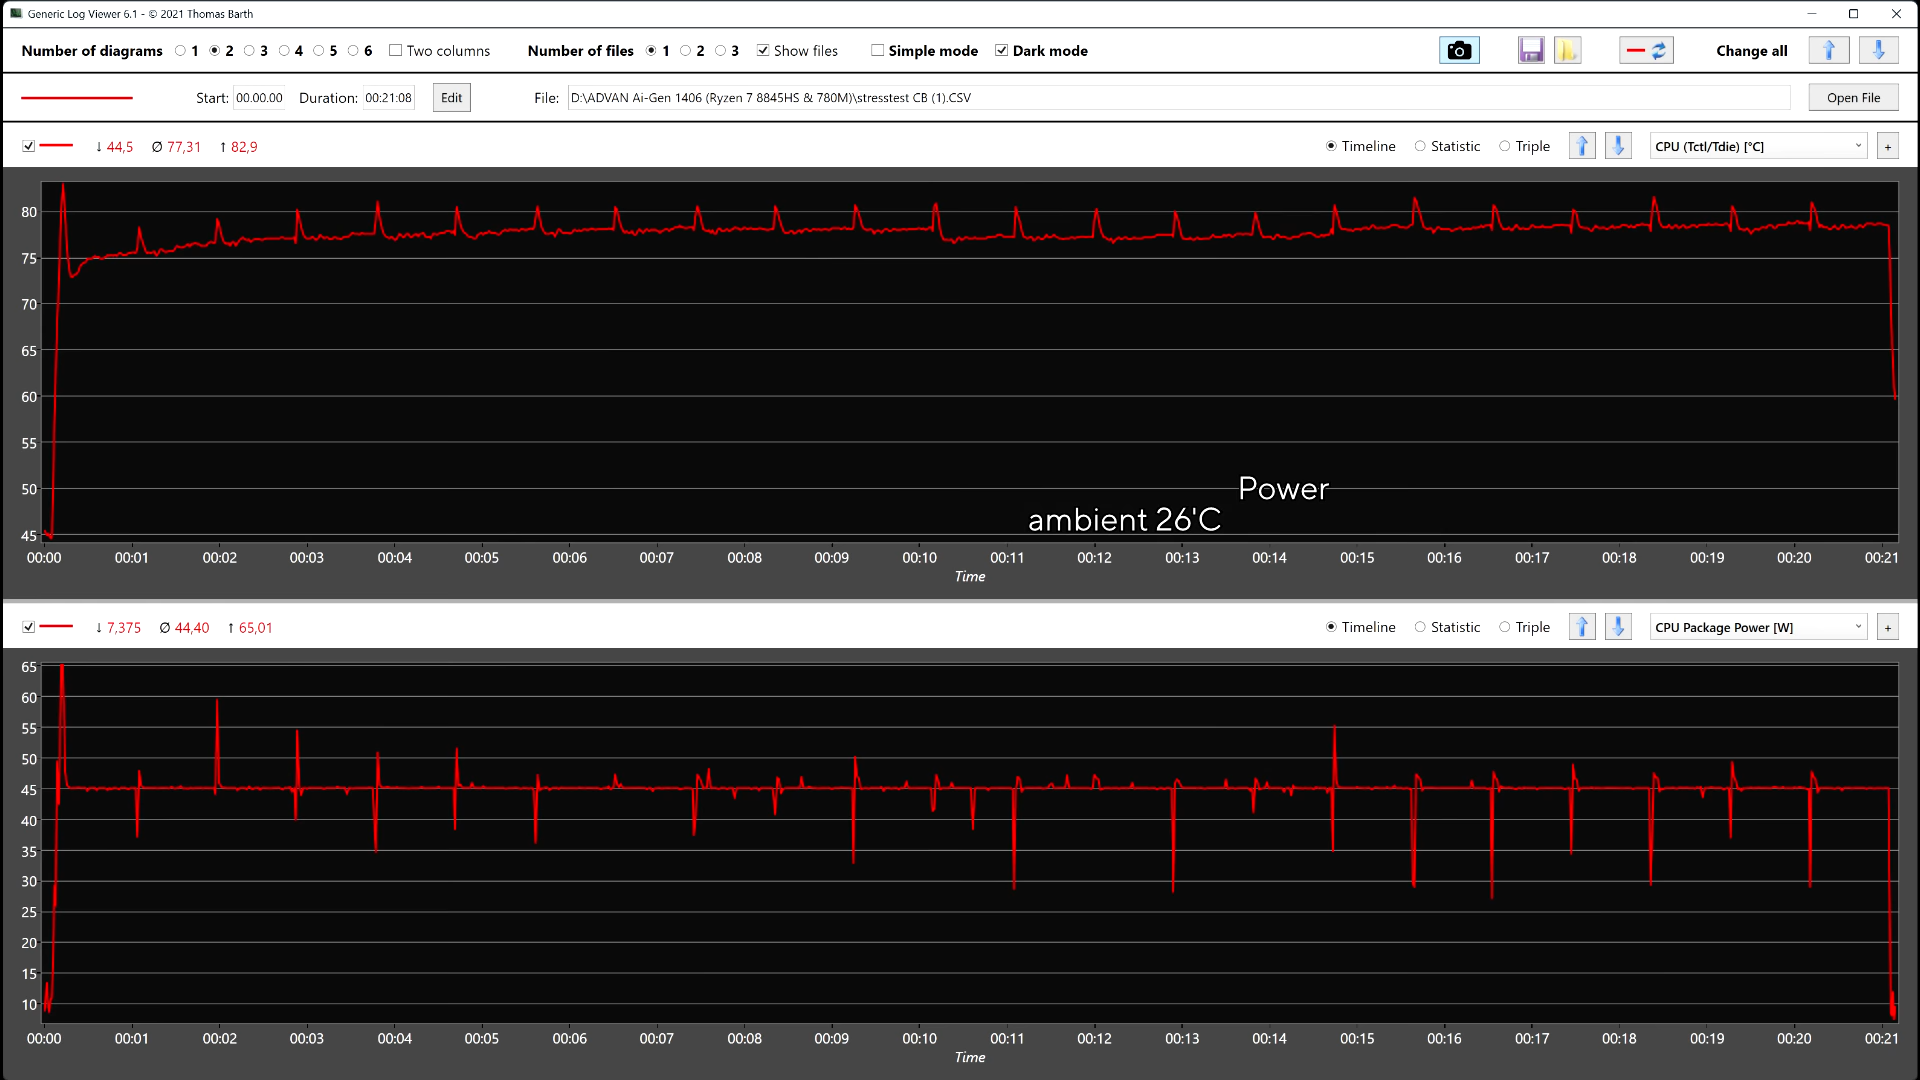 Generic Log Viewer 6.1 - © 2021 Thomas Barth
Number of diagrams 1 2 3 4 5 6 Two columns Number of files 1 2 3 Show files Simple mode Dark mode Change all
Start: 00.00.00 Duration: 00:21:08 Edit File: D:\ADVAN Ai-Gen 1406 (Ryzen 7 8845HS & 780M)\stresstest CB (1).CSV Open File
↓ 44,5 Ø 77,31 ↑ 82,9 Timeline Statistic Triple CPU (Tctl/Tdie) [°C] +
80
75
70
65
60
55
50
45
Power
ambient 26'C
00:00 00:01 00:02 00:03 00:04 00:05 00:06 00:07 00:08 00:09 00:10 00:11 00:12 00:13 00:14 00:15 00:16 00:17 00:18 00:19 00:20 00:21
Time
↓ 7,375 Ø 44,40 ↑ 65,01 Timeline Statistic Triple CPU Package Power [W] +
65
60
55
50
45
40
35
30
25
20
15
10
00:00 00:01 00:02 00:03 00:04 00:05 00:06 00:07 00:08 00:09 00:10 00:11 00:12 00:13 00:14 00:15 00:16 00:17 00:18 00:19 00:20 00:21
Time